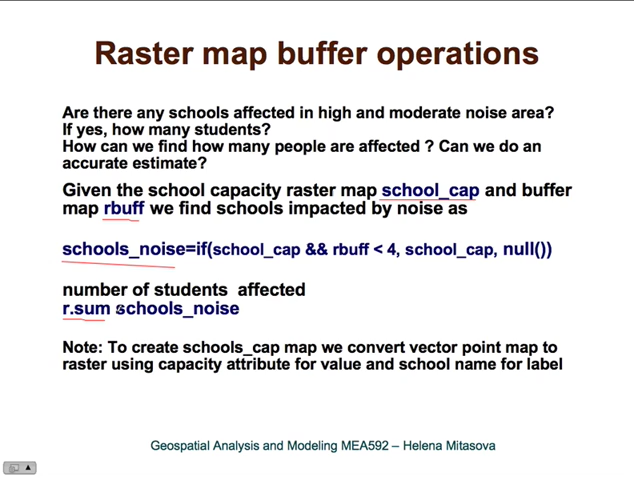 Raster map buffer operations
Are there any schools affected in high and moderate noise area?
If yes, how many students?
How can we find how many people are affected ? Can we do an
accurate estimate?
Given the school capacity raster map school_cap and buffer
map rbuff we find schools impacted by noise as
schools_noise=if(school_cap && rbuff < 4, school_cap, null())
number of students affected
r.sum schools_noise
Note: To create schools_cap map we convert vector point map to
raster using capacity attribute for value and school name for label
Geospatial Analysis and Modeling MEA592 – Helena Mitasova